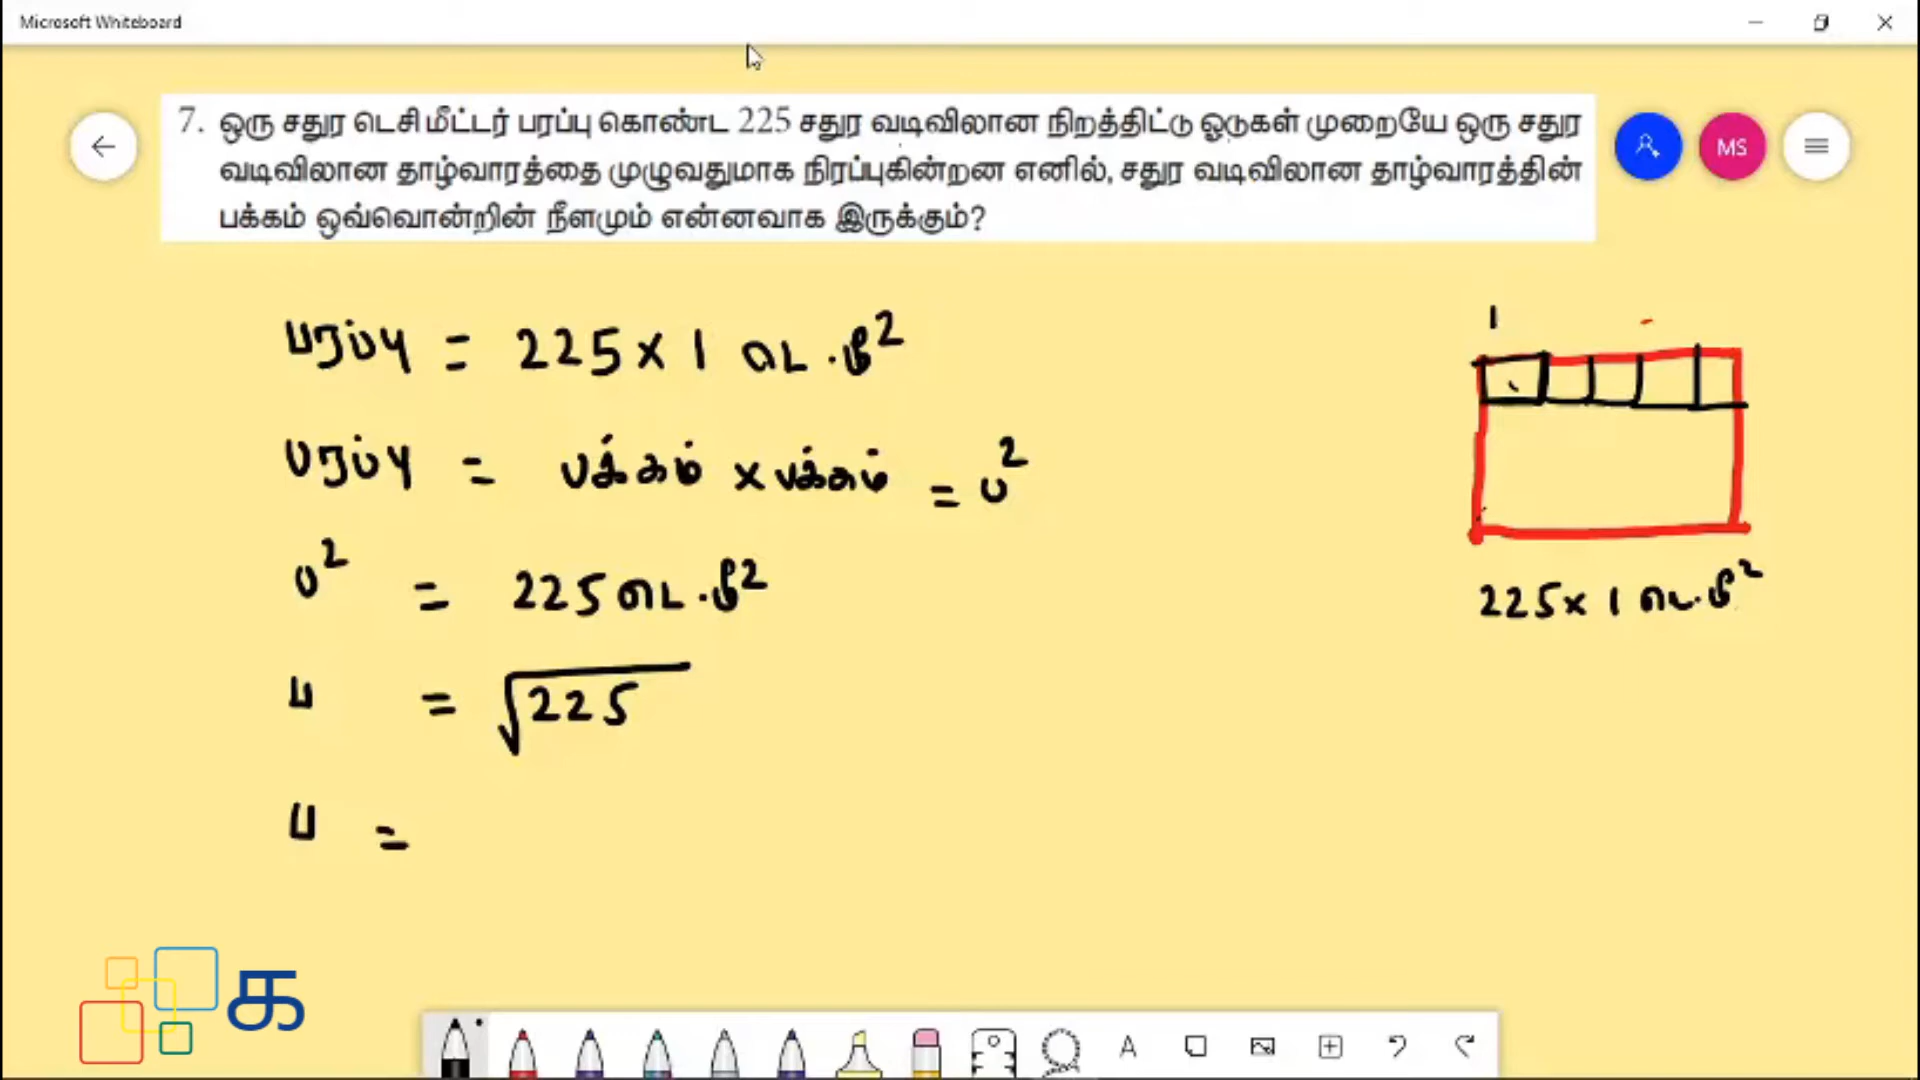 Microsoft Whiteboard
7. ஒரு சதுர டெசி மீட்டர் பரப்பு கொண்ட 225 சதுர வடிவிலான நிறத்திட்டு ஓடுகள் முறையே ஒரு சதுர
வடிவிலான தாழ்வாரத்தை முழுவதுமாக நிரப்புகின்றன எனில், சதுர வடிவிலான தாழ்வாரத்தின்
பக்கம் ஒவ்வொன்றின் நீளமும் என்னவாக இருக்கும்?
MS
பரப்பு = 225 × 1 டெ.மீ²
பரப்பு = பக்கம் × பக்கம் = ப²
ப² = 225 டெ.மீ²
ப = √225
ப =
1
225 × 1 டெ.மீ²
க
A